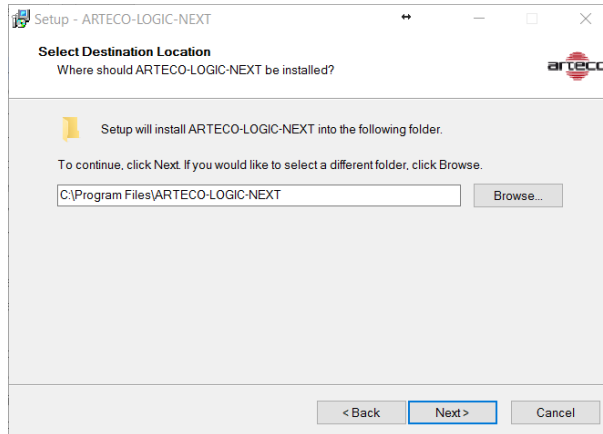 Setup - ARTECO-LOGIC-NEXT
Select Destination Location
Where should ARTECO-LOGIC-NEXT be installed?
arteco
Setup will install ARTECO-LOGIC-NEXT into the following folder.
To continue, click Next. If you would like to select a different folder, click Browse.
C:\Program Files\ARTECO-LOGIC-NEXT
Browse...
< Back
Next >
Cancel